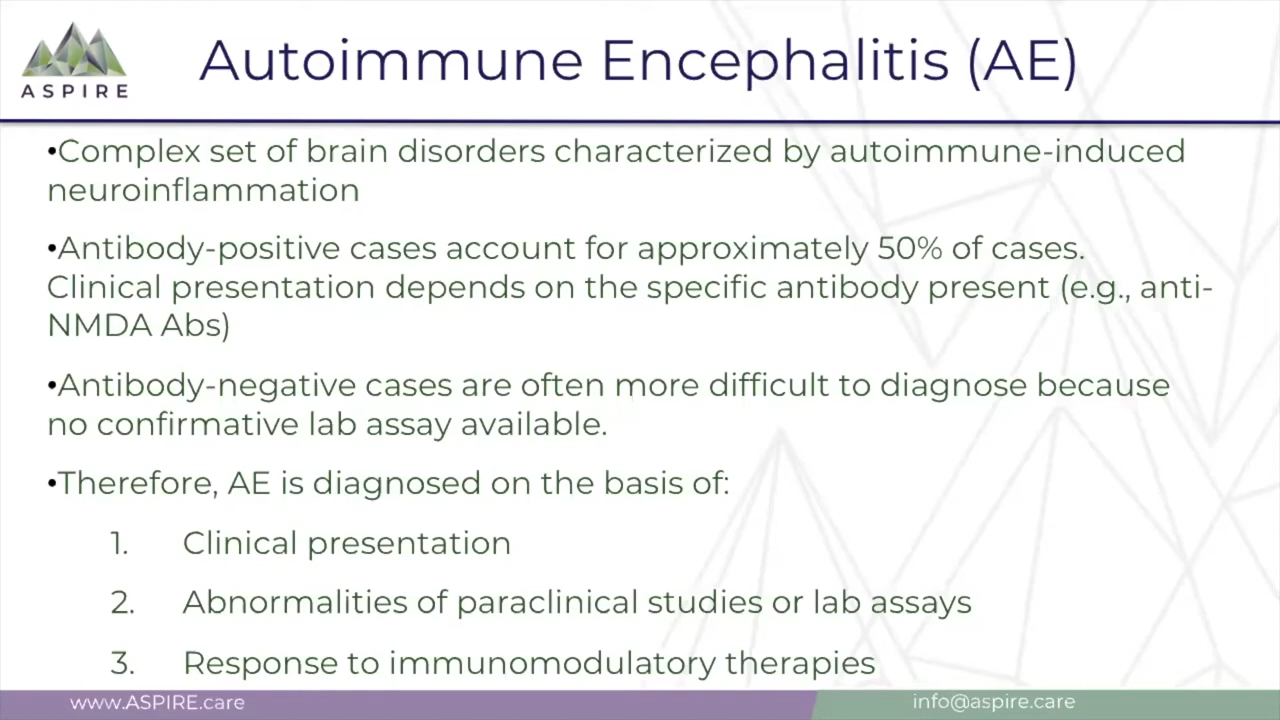 ASPIRE
Autoimmune Encephalitis (AE)
•Complex set of brain disorders characterized by autoimmune-induced
neuroinflammation
•Antibody-positive cases account for approximately 50% of cases.
Clinical presentation depends on the specific antibody present (e.g., anti-
NMDA Abs)
•Antibody-negative cases are often more difficult to diagnose because
no confirmative lab assay available.
•Therefore, AE is diagnosed on the basis of:
1. Clinical presentation
2. Abnormalities of paraclinical studies or lab assays
3. Response to immunomodulatory therapies
www.ASPIRE.care
info@aspire.care